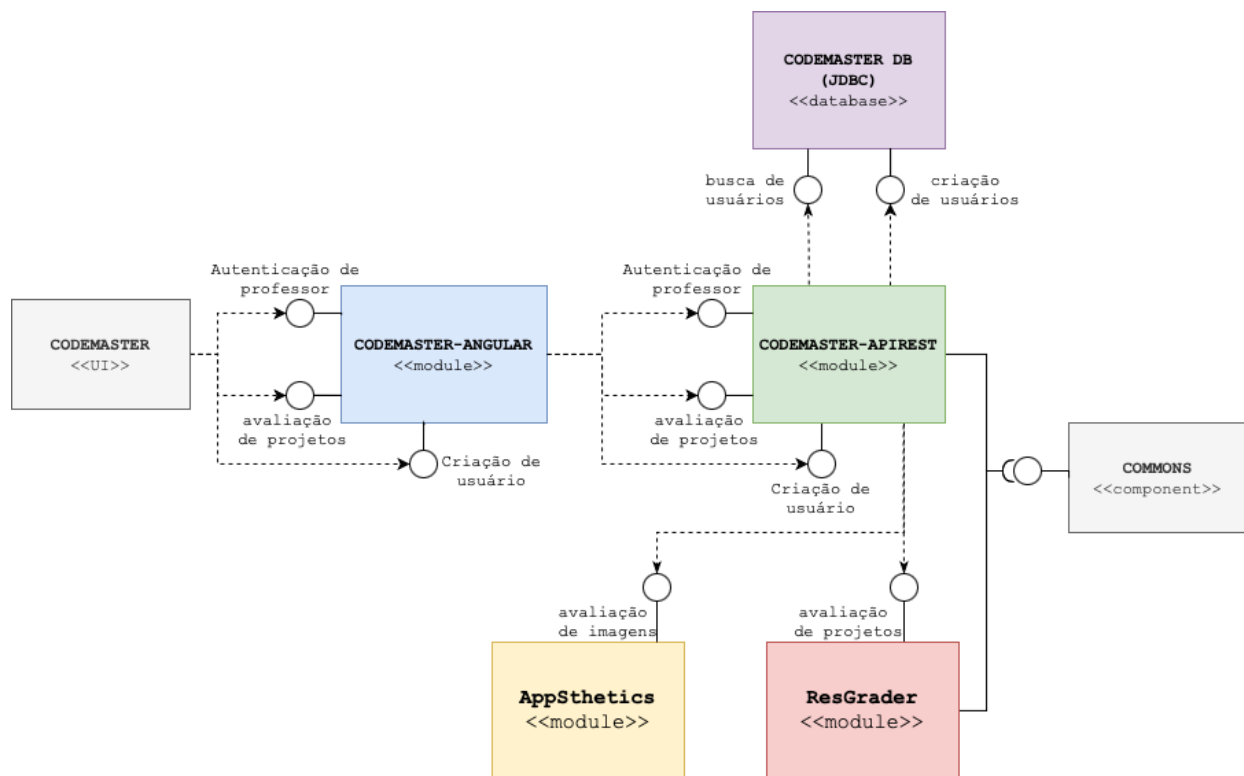 CODEMASTER DB
(JDBC)
<<database>>
busca de
usuários
criação
de usuários
Autenticação de
professor
Autenticação de
professor
CODEMASTER
<<UI>>
CODEMASTER-ANGULAR
<<module>>
CODEMASTER-APIREST
<<module>>
avaliação
de projetos
avaliação
de projetos
Criação de
usuário
Criação de
usuário
COMMONS
<<component>>
avaliação
de imagens
avaliação
de projetos
AppSthetics
<<module>>
ResGrader
<<module>>